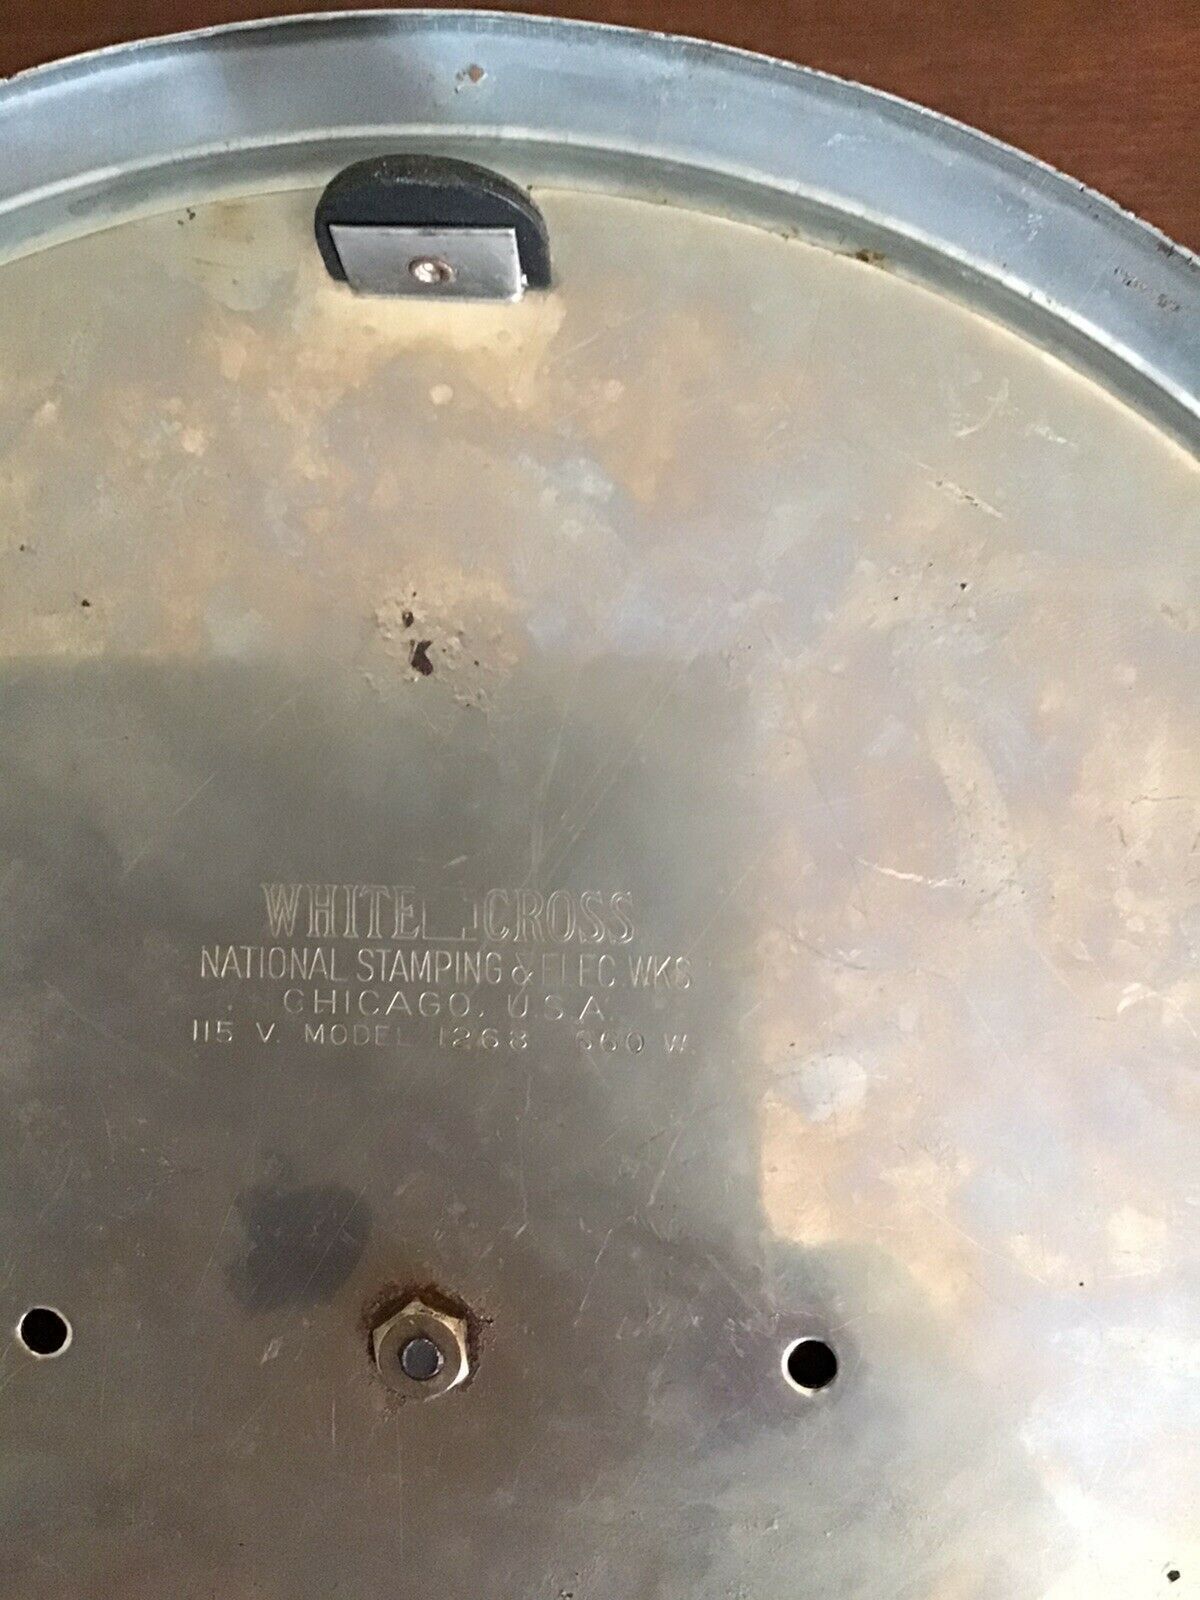 WHITE CROSS
NATIONAL STAMPING & ELEC. WKS
CHICAGO, U.S.A.
115 V. MODEL 1268 660 W.